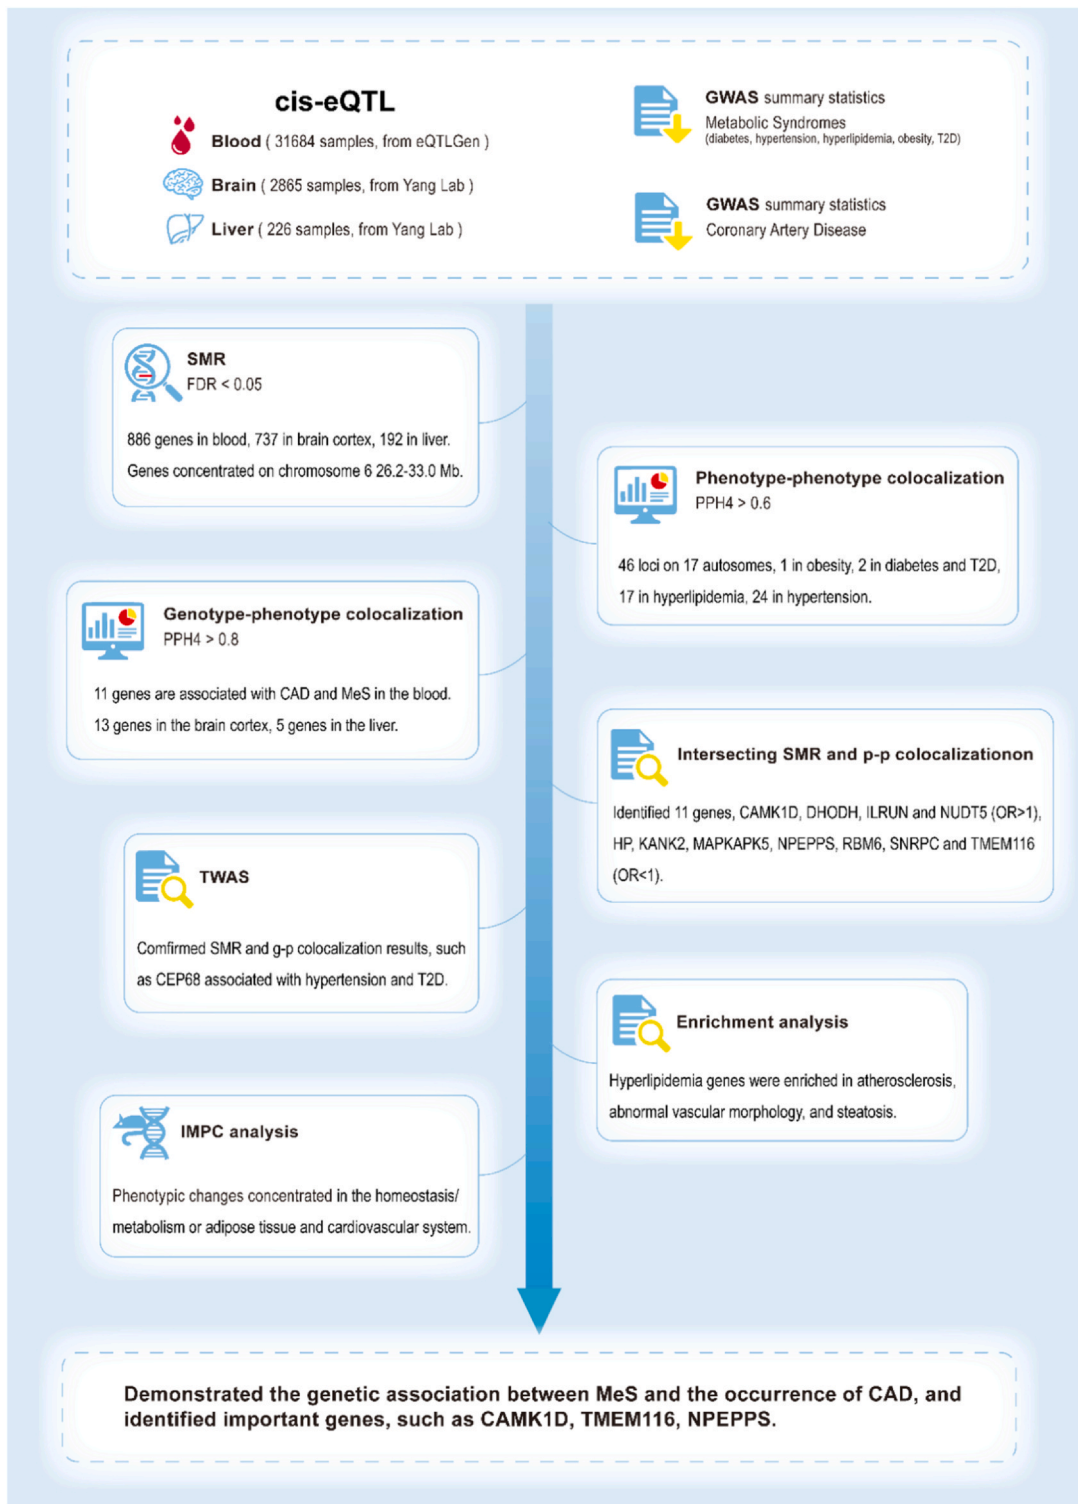 cis-eQTL
Blood ( 31684 samples, from eQTLGen )
Brain ( 2865 samples, from Yang Lab )
Liver ( 226 samples, from Yang Lab )
GWAS summary statistics
Metabolic Syndromes
(diabetes, hypertension, hyperlipidemia, obesity, T2D)
GWAS summary statistics
Coronary Artery Disease
SMR
FDR < 0.05
886 genes in blood, 737 in brain cortex, 192 in liver.
Genes concentrated on chromosome 6 26.2-33.0 Mb.
Phenotype-phenotype colocalization
PPH4 > 0.6
46 loci on 17 autosomes, 1 in obesity, 2 in diabetes and T2D,
17 in hyperlipidemia, 24 in hypertension.
Genotype-phenotype colocalization
PPH4 > 0.8
11 genes are associated with CAD and MeS in the blood.
13 genes in the brain cortex, 5 genes in the liver.
Intersecting SMR and p-p colocalizationon
Identified 11 genes, CAMK1D, DHODH, ILRUN and NUDT5 (OR>1),
HP, KANK2, MAPKAPK5, NPEPPS, RBM6, SNRPC and TMEM116
(OR<1).
TWAS
Comfirmed SMR and g-p colocalization results, such
as CEP68 associated with hypertension and T2D.
Enrichment analysis
Hyperlipidemia genes were enriched in atherosclerosis,
abnormal vascular morphology, and steatosis.
IMPC analysis
Phenotypic changes concentrated in the homeostasis/
metabolism or adipose tissue and cardiovascular system.
Demonstrated the genetic association between MeS and the occurrence of CAD, and
identified important genes, such as CAMK1D, TMEM116, NPEPPS.